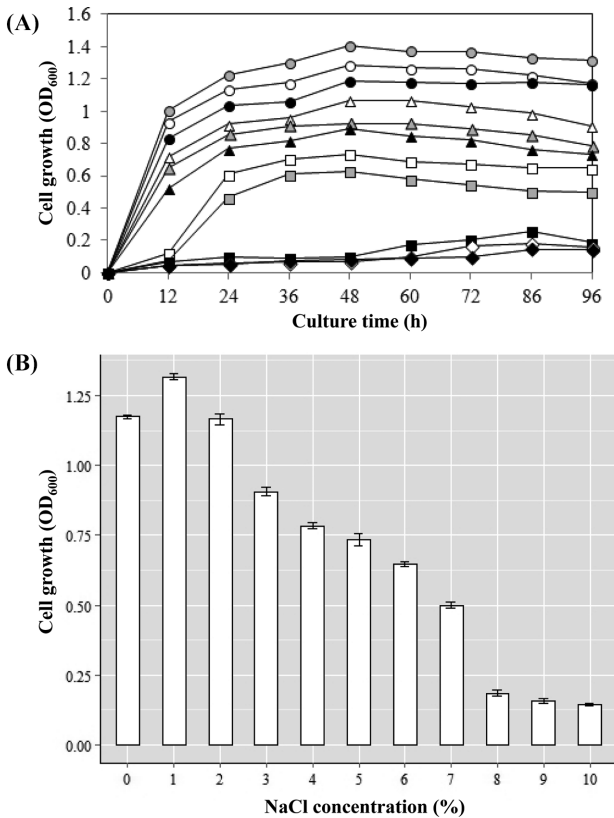 (A)
Cell growth (OD600)
1.6
1.4
1.2
1
0.8
0.6
0.4
0.2
0
0 12 24 36 48 60 72 86 96
Culture time (h)
(B)
Cell growth (OD600)
1.25
1.00
0.75
0.50
0.25
0.00
0 1 2 3 4 5 6 7 8 9 10
NaCl concentration (%)